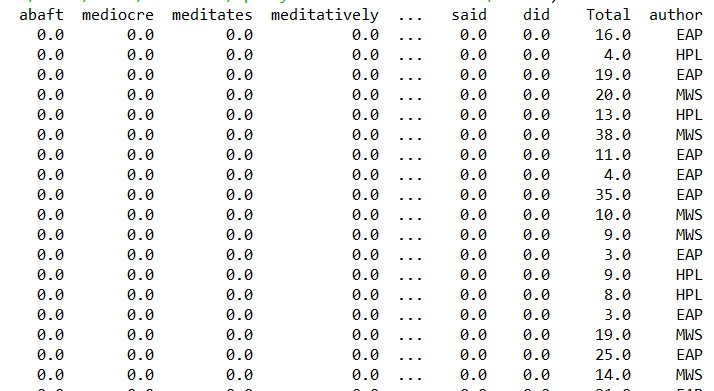 abaft mediocre meditates meditatively ... said did Total author
0.0 0.0 0.0 0.0 ... 0.0 0.0 16.0 EAP
0.0 0.0 0.0 0.0 ... 0.0 0.0 4.0 HPL
0.0 0.0 0.0 0.0 ... 0.0 0.0 19.0 EAP
0.0 0.0 0.0 0.0 ... 0.0 0.0 20.0 MWS
0.0 0.0 0.0 0.0 ... 0.0 0.0 13.0 HPL
0.0 0.0 0.0 0.0 ... 0.0 0.0 38.0 MWS
0.0 0.0 0.0 0.0 ... 0.0 0.0 11.0 EAP
0.0 0.0 0.0 0.0 ... 0.0 0.0 4.0 EAP
0.0 0.0 0.0 0.0 ... 0.0 0.0 35.0 EAP
0.0 0.0 0.0 0.0 ... 0.0 0.0 10.0 MWS
0.0 0.0 0.0 0.0 ... 0.0 0.0 9.0 MWS
0.0 0.0 0.0 0.0 ... 0.0 0.0 3.0 EAP
0.0 0.0 0.0 0.0 ... 0.0 0.0 9.0 HPL
0.0 0.0 0.0 0.0 ... 0.0 0.0 8.0 HPL
0.0 0.0 0.0 0.0 ... 0.0 0.0 3.0 EAP
0.0 0.0 0.0 0.0 ... 0.0 0.0 19.0 MWS
0.0 0.0 0.0 0.0 ... 0.0 0.0 25.0 EAP
0.0 0.0 0.0 0.0 ... 0.0 0.0 14.0 MWS